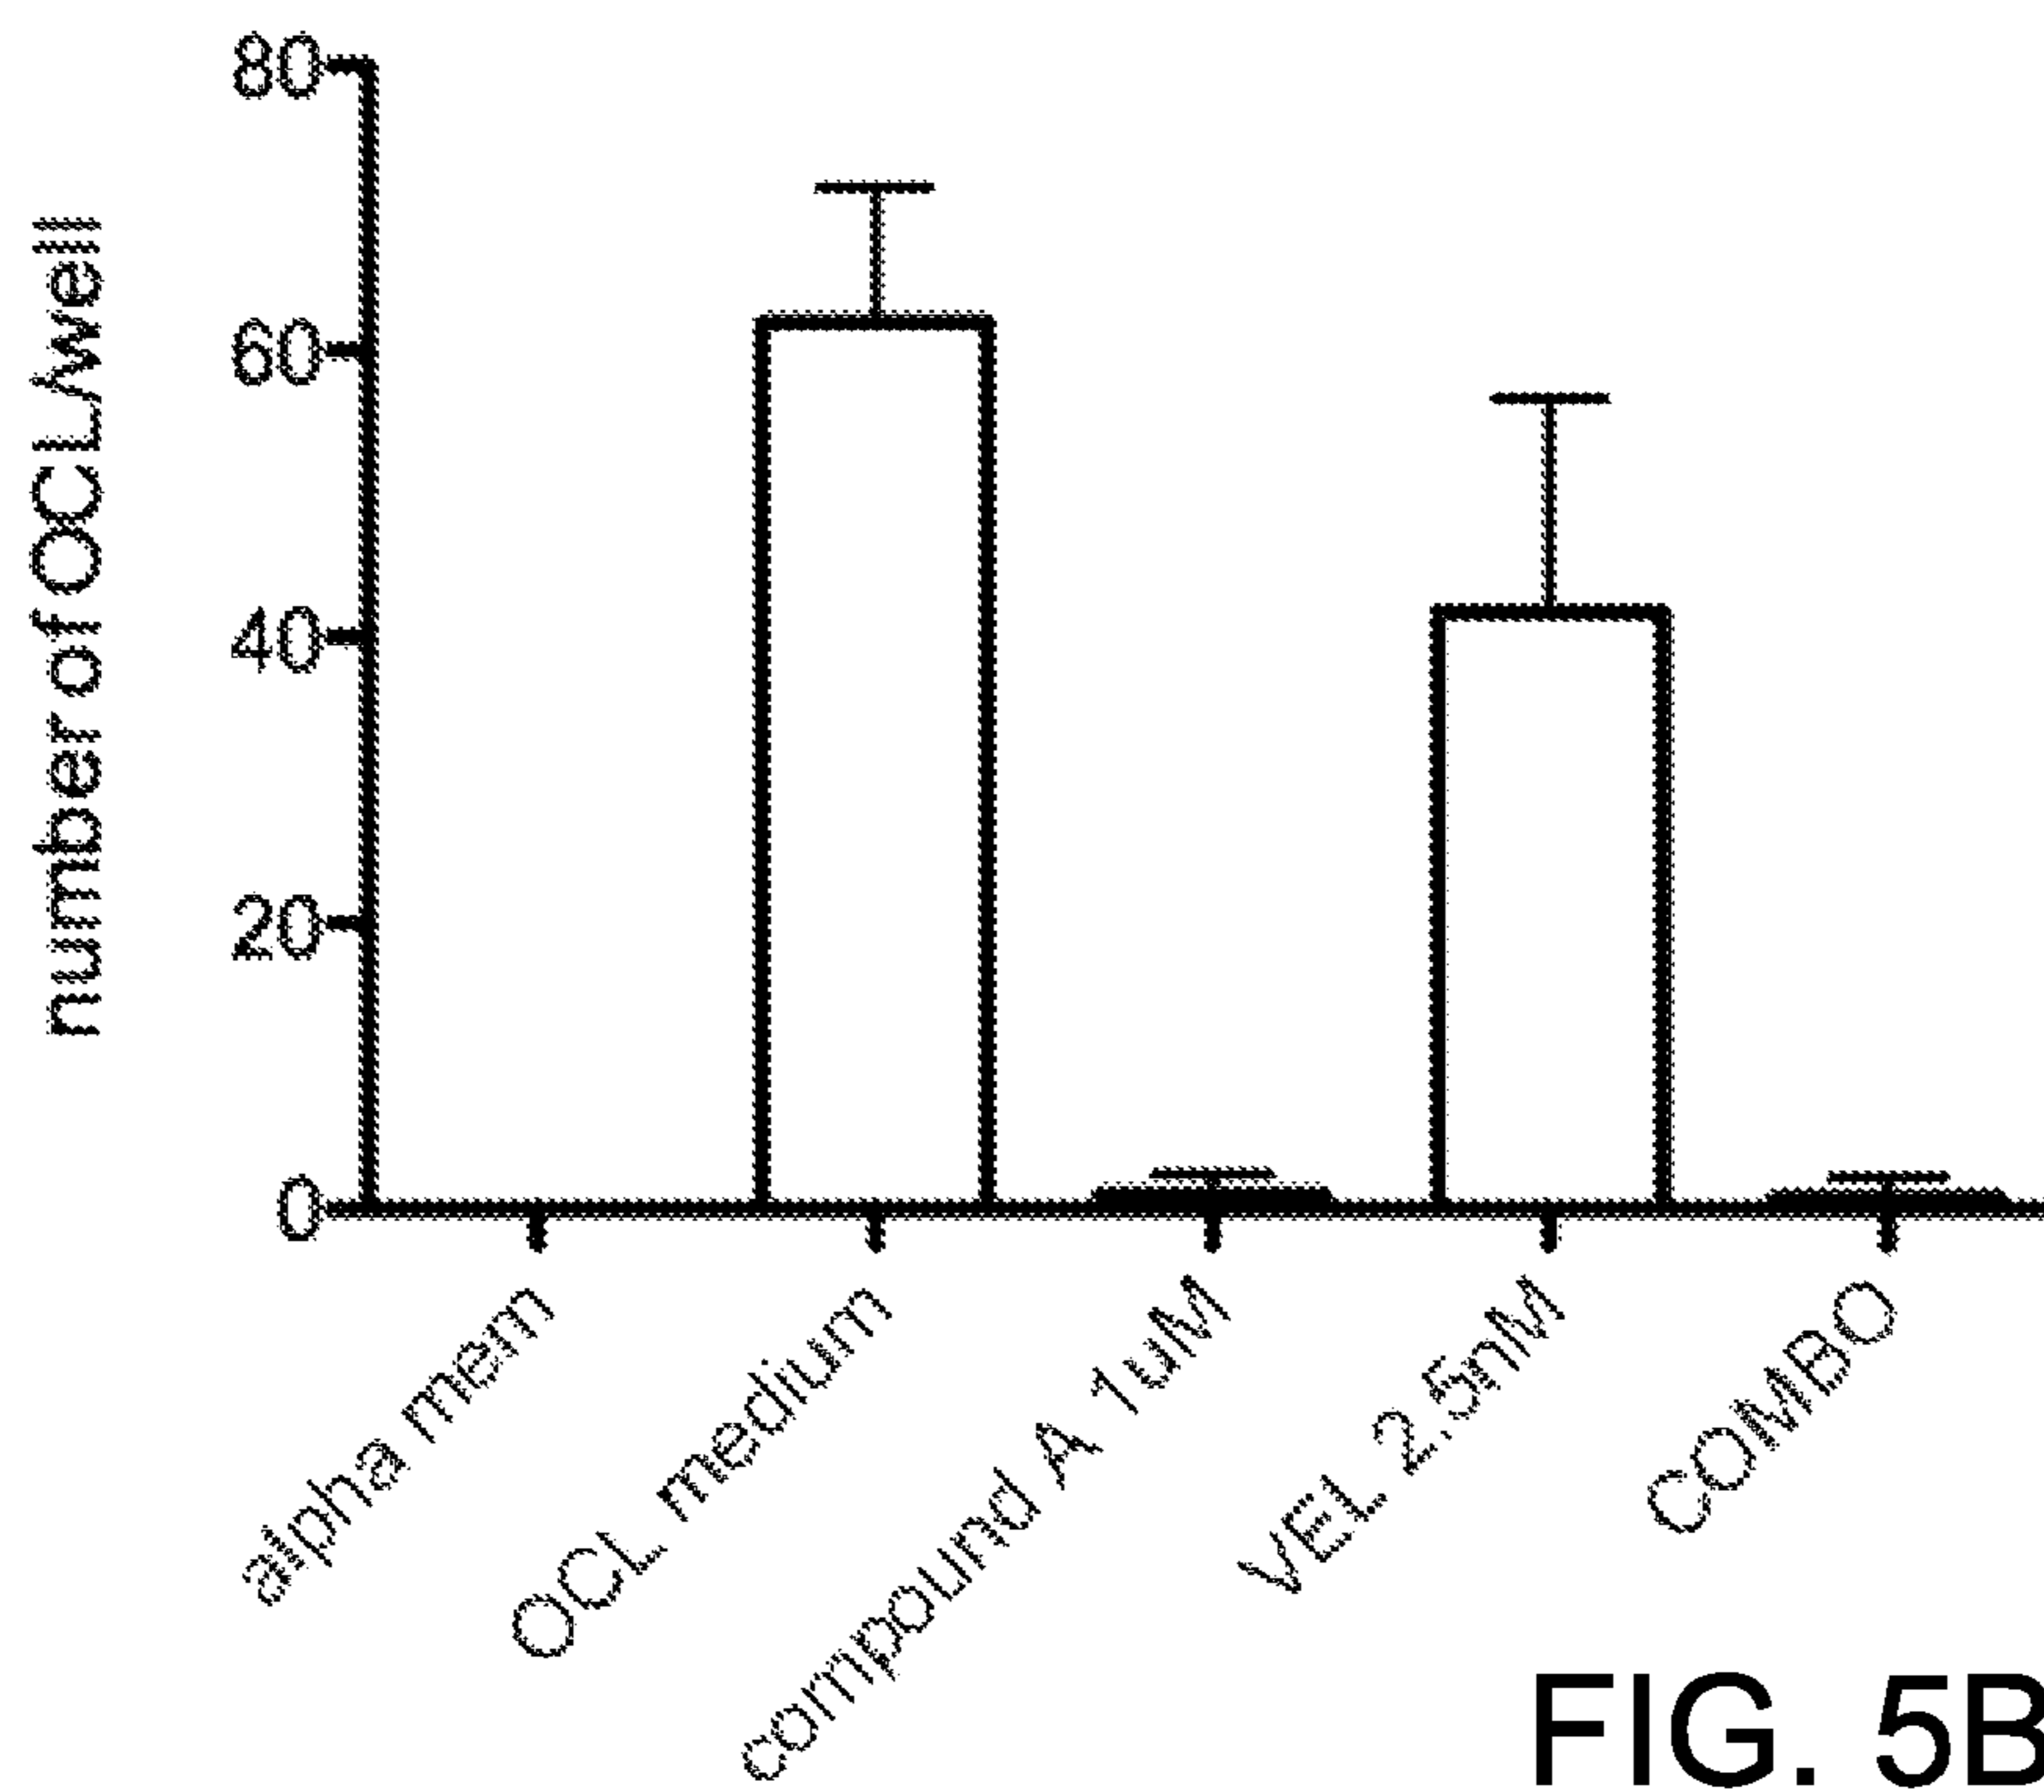 number of OCL/well
80
60
40
20
0
alpha mem
OCL medium
compound A 1uM
VEL 2.5nM
COMBO
FIG. 5B